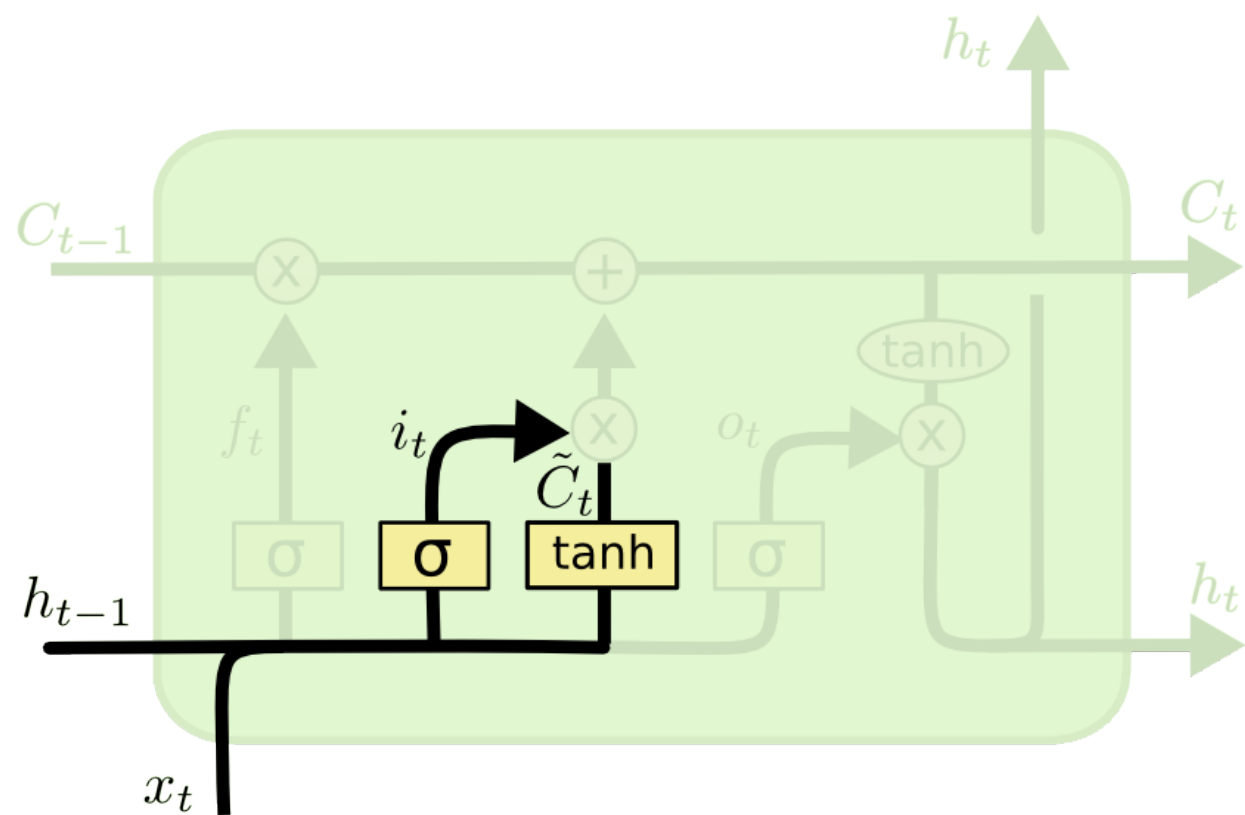 h_t
C_{t-1}
C_t
x
+
tanh
f_t
i_t
x
o_t
x
C̃_t
σ
σ
tanh
σ
h_{t-1}
h_t
x_t